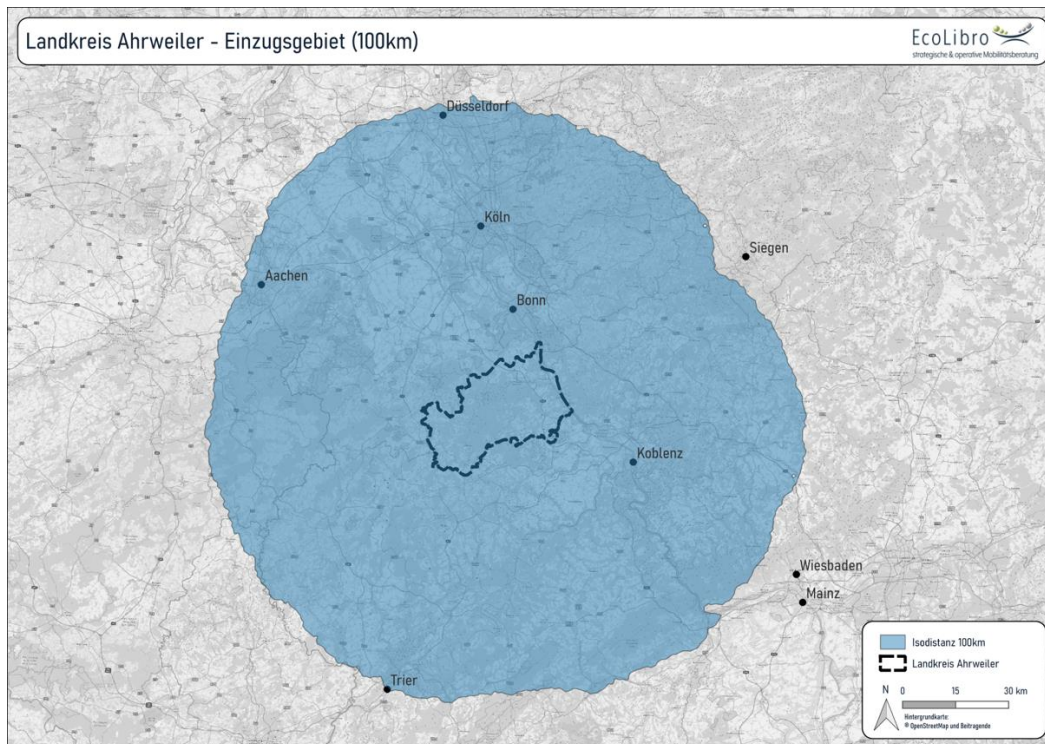 Landkreis Ahrweiler - Einzugsgebiet (100km)
EcoLibro
strategische & operative Mobilitätsberatung
Düsseldorf
Köln
Siegen
Aachen
Bonn
Koblenz
Wiesbaden
Mainz
Trier
Isodistanz 100km
Landkreis Ahrweiler
N
0 15 30 km
Hintergrundkarte:
© OpenStreetMap und Beitragende